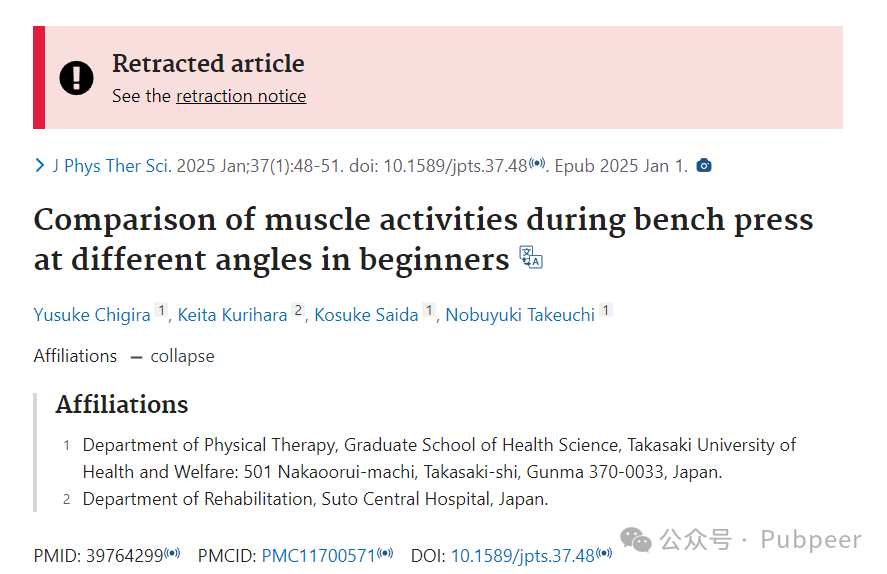 Retracted article
See the retraction notice
J Phys Ther Sci. 2025 Jan;37(1):48-51. doi: 10.1589/jpts.37.48. Epub 2025 Jan 1.
Comparison of muscle activities during bench press
at different angles in beginners
Yusuke Chigira 1, Keita Kurihara 2, Kosuke Saida 1, Nobuyuki Takeuchi 1
Affiliations — collapse
Affiliations
1 Department of Physical Therapy, Graduate School of Health Science, Takasaki University of
Health and Welfare: 501 Nakaoorui-machi, Takasaki-shi, Gunma 370-0033, Japan.
2 Department of Rehabilitation, Suto Central Hospital, Japan.
PMID: 39764299 PMCID: PMC11700571 DOI: 10.1589/jpts.37.48
公众号 · Pubpeer